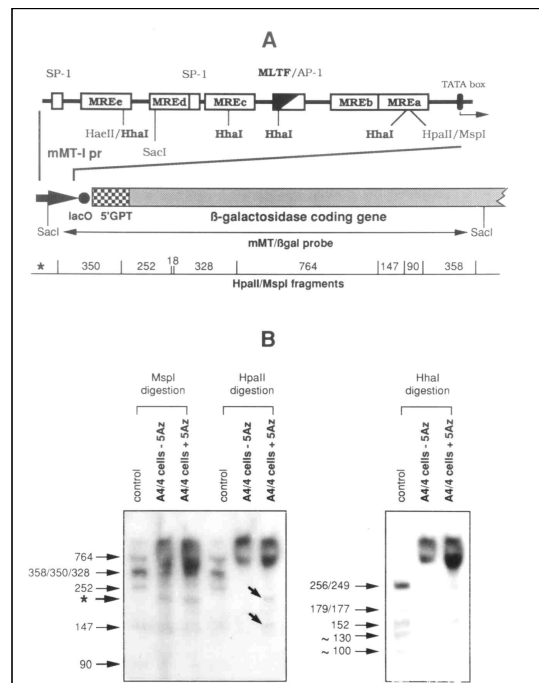 A
SP-1
SP-1
MLTF/AP-1
TATA box
MREe
MREd
MREc
MREb
MREa
HaeII/HhaI
SacI
HhaI
HhaI
HhaI
HpaII/MspI
mMT-I pr
lacO
5'GPT
ß-galactosidase coding gene
SacI
mMT/ßgal probe
SacI
* 350 252 18 328 764 147 90 358
HpaII/MspI fragments
B
MspI digestion
HpaII digestion
HhaI digestion
control
A4/4 cells - 5Az
A4/4 cells + 5Az
control
A4/4 cells - 5Az
A4/4 cells + 5Az
control
A4/4 cells - 5Az
A4/4 cells + 5Az
764
358/350/328
252
*
147
90
256/249
179/177
152
~ 130
~ 100